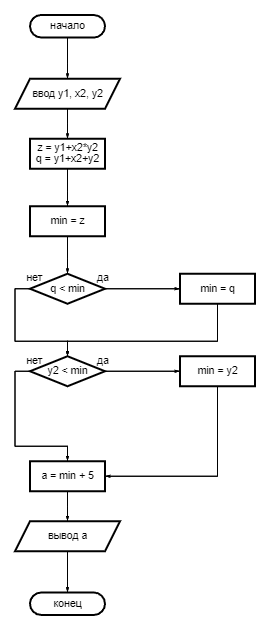 начало
ввод y1, x2, y2
z = y1+x2*y2
q = y1+x2+y2
min = z
нет
да
q < min
min = q
нет
да
y2 < min
min = y2
a = min + 5
вывод a
конец